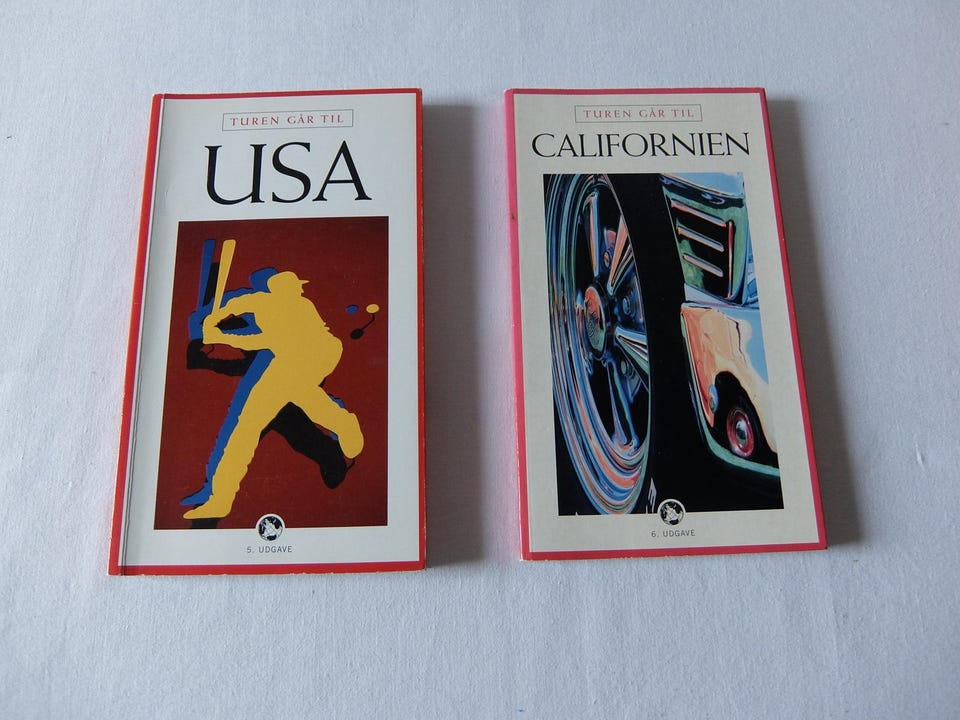 TUREN GÅR TIL
USA
5. UDGAVE
TUREN GÅR TIL
CALIFORNIEN
6. UDGAVE